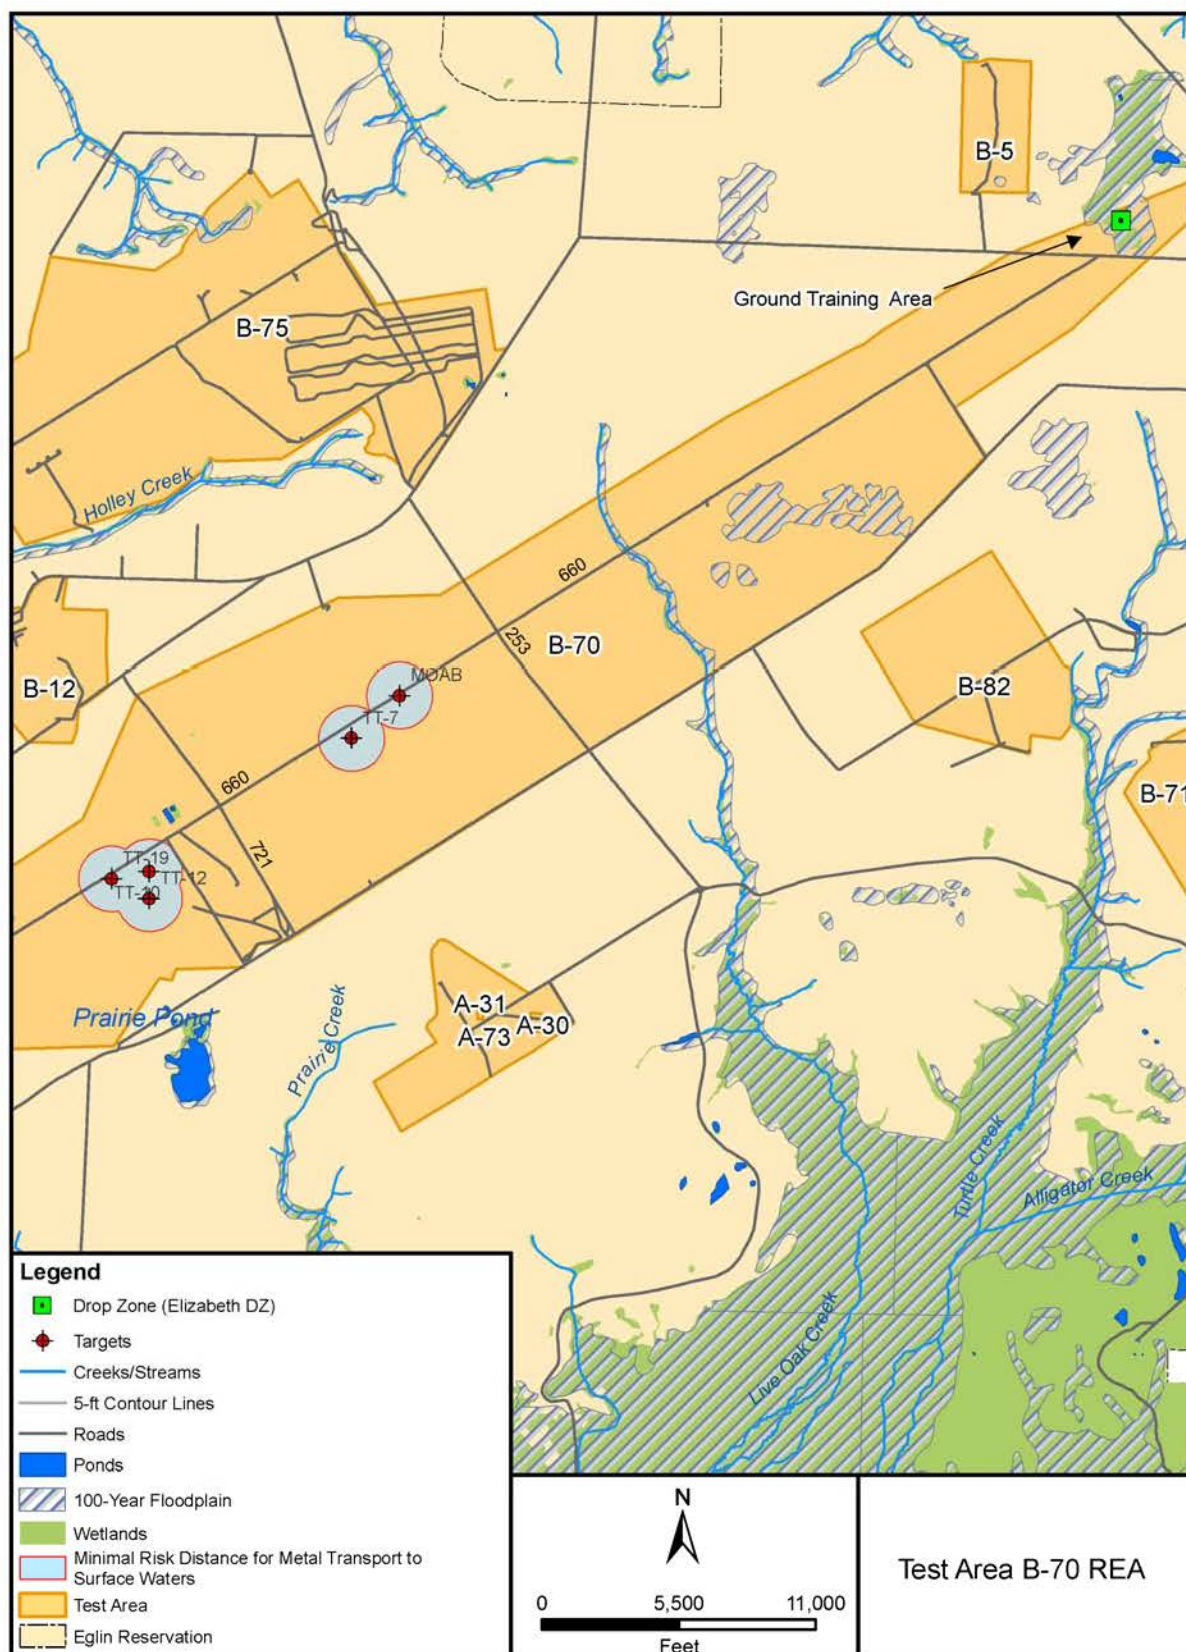 B-5
Ground Training Area
B-75
Holley Creek
660
253
B-70
B-12
MOAB
TT-7
B-82
660
B-71
721
TT-19
TT-12
TT-10
Prairie Pond
Prairie Creek
A-31
A-30
A-73
Turtle Creek
Alligator Creek
Live Oak Creek
Legend
Drop Zone (Elizabeth DZ)
Targets
Creeks/Streams
5-ft Contour Lines
Roads
Ponds
100-Year Floodplain
Wetlands
Minimal Risk Distance for Metal Transport to
Surface Waters
Test Area
Eglin Reservation
N
0 5,500 11,000
Feet
Test Area B-70 REA